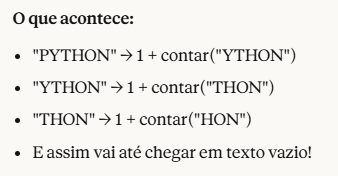 O que acontece:
• "PYTHON" → 1 + contar("YTHON")
• "YTHON" → 1 + contar("THON")
• "THON" → 1 + contar("HON")
• E assim vai até chegar em texto vazio!